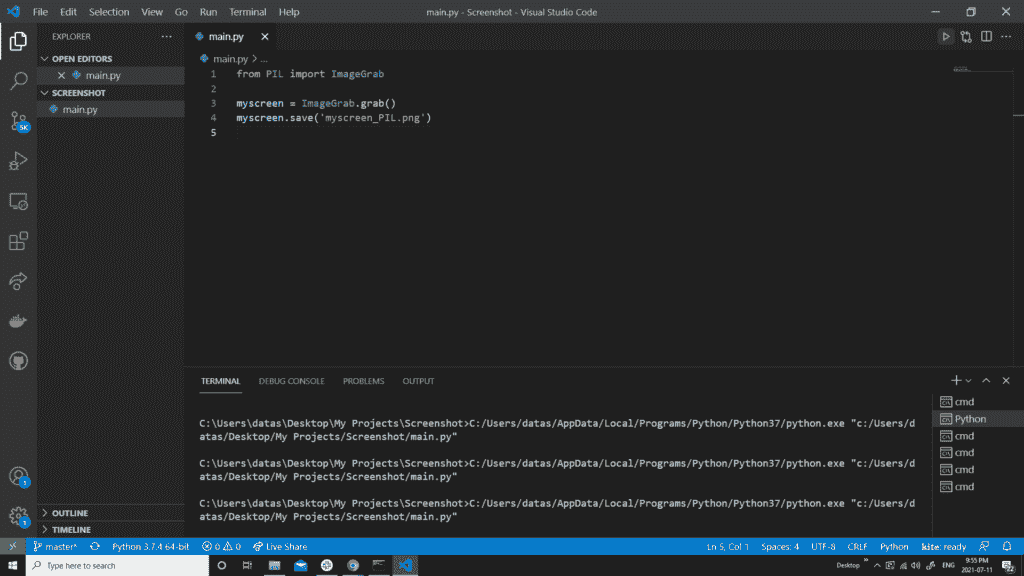 File Edit Selection View Go Run Terminal Help
main.py - Screenshot - Visual Studio Code
EXPLORER
OPEN EDITORS
main.py
SCREENSHOT
main.py
5K
1
1
OUTLINE
TIMELINE
main.py
main.py > ...
1 from PIL import ImageGrab
2
3 myscreen = ImageGrab.grab()
4 myscreen.save('myscreen_PIL.png')
5
TERMINAL DEBUG CONSOLE PROBLEMS OUTPUT
C:\Users\datas\Desktop\My Projects\Screenshot>C:/Users/datas/AppData/Local/Programs/Python/Python37/python.exe "c:/Users/d
atas/Desktop/My Projects/Screenshot/main.py"
C:\Users\datas\Desktop\My Projects\Screenshot>C:/Users/datas/AppData/Local/Programs/Python/Python37/python.exe "c:/Users/d
atas/Desktop/My Projects/Screenshot/main.py"
C:\Users\datas\Desktop\My Projects\Screenshot>C:/Users/datas/AppData/Local/Programs/Python/Python37/python.exe "c:/Users/d
atas/Desktop/My Projects/Screenshot/main.py"
cmd
Python
cmd
cmd
cmd
cmd
master* Python 3.7.4 64-bit 0 0 Live Share
Ln 5, Col 1 Spaces: 4 UTF-8 CRLF Python kite: ready
Type here to search
Desktop ENG 9:55 PM
2021-07-11